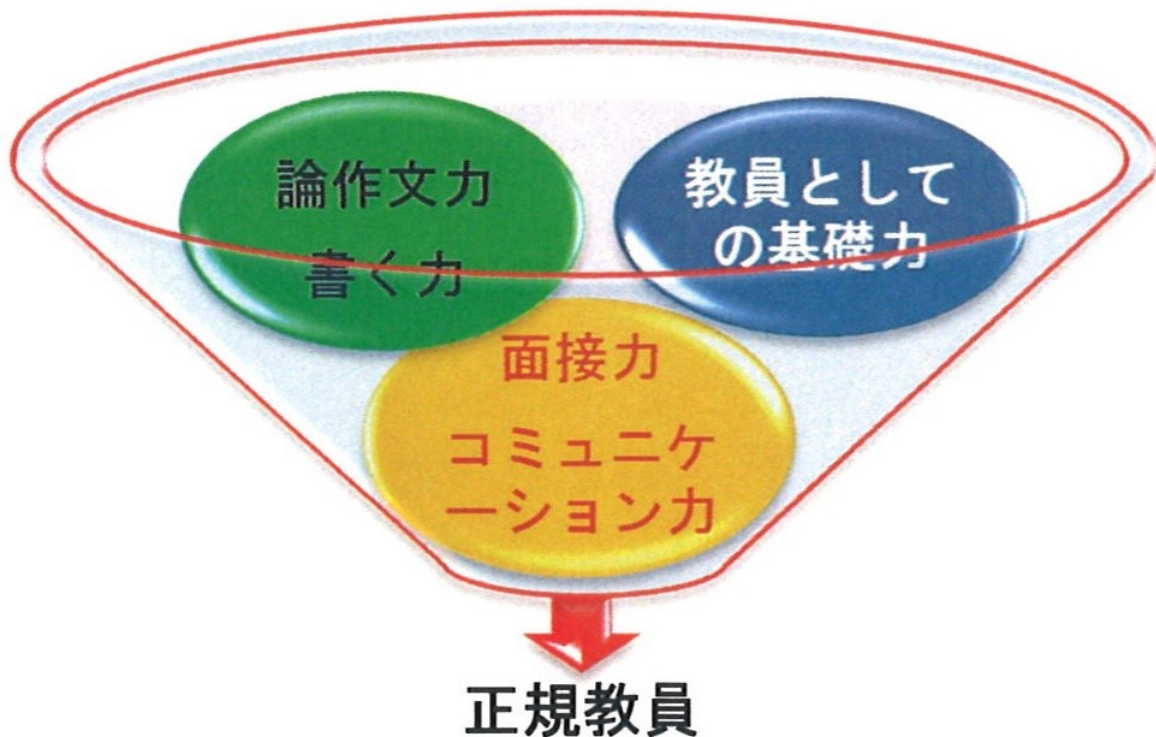 論作文力
書く力
教員として
の基礎力
面接力
コミュニケ
ーション力
正規教員